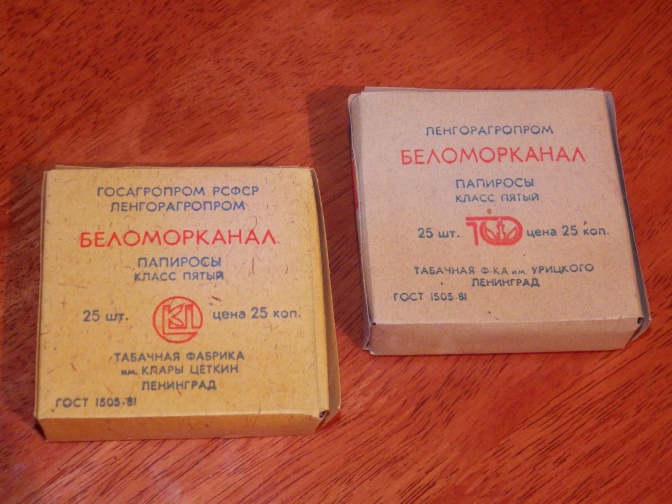 ГОСАГРОПРОМ РСФСР
ЛЕНГОРАГРОПРОМ
БЕЛОМОРКАНАЛ
ПАПИРОСЫ
КЛАСС ПЯТЫЙ
25 шт. цена 25 коп.
ТАБАЧНАЯ ФАБРИКА
им. КЛАРЫ ЦЕТКИН
ЛЕНИНГРАД
ГОСТ 1505-81
ЛЕНГОРАГРОПРОМ
БЕЛОМОРКАНАЛ
ПАПИРОСЫ
КЛАСС ПЯТЫЙ
25 шт. цена 25 коп.
ТАБАЧНАЯ Ф-КА им. УРИЦКОГО
ЛЕНИНГРАД
ГОСТ 1505-81